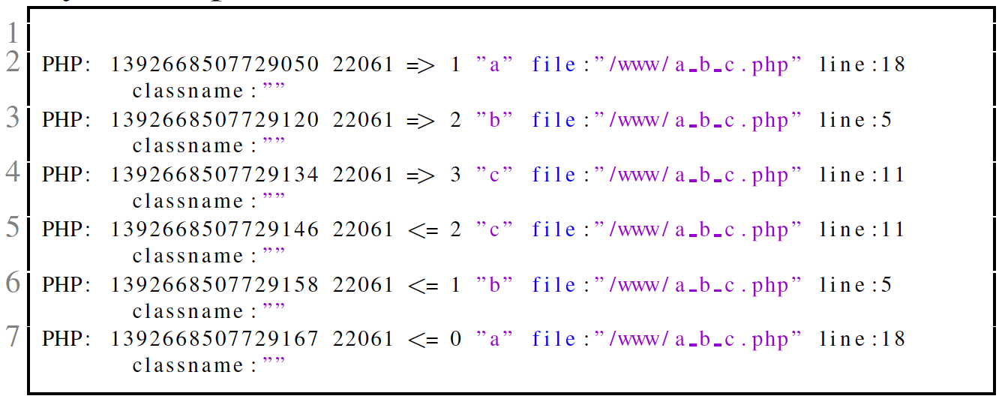 1
2 PHP: 1392668507729050 22061 => 1 ”a” file:”/www/a_b_c.php” line:18
classname:””
3 PHP: 1392668507729120 22061 => 2 ”b” file:”/www/a_b_c.php” line:5
classname:””
4 PHP: 1392668507729134 22061 => 3 ”c” file:”/www/a_b_c.php” line:11
classname:””
5 PHP: 1392668507729146 22061 <= 2 ”c” file:”/www/a_b_c.php” line:11
classname:””
6 PHP: 1392668507729158 22061 <= 1 ”b” file:”/www/a_b_c.php” line:5
classname:””
7 PHP: 1392668507729167 22061 <= 0 ”a” file:”/www/a_b_c.php” line:18
classname:””